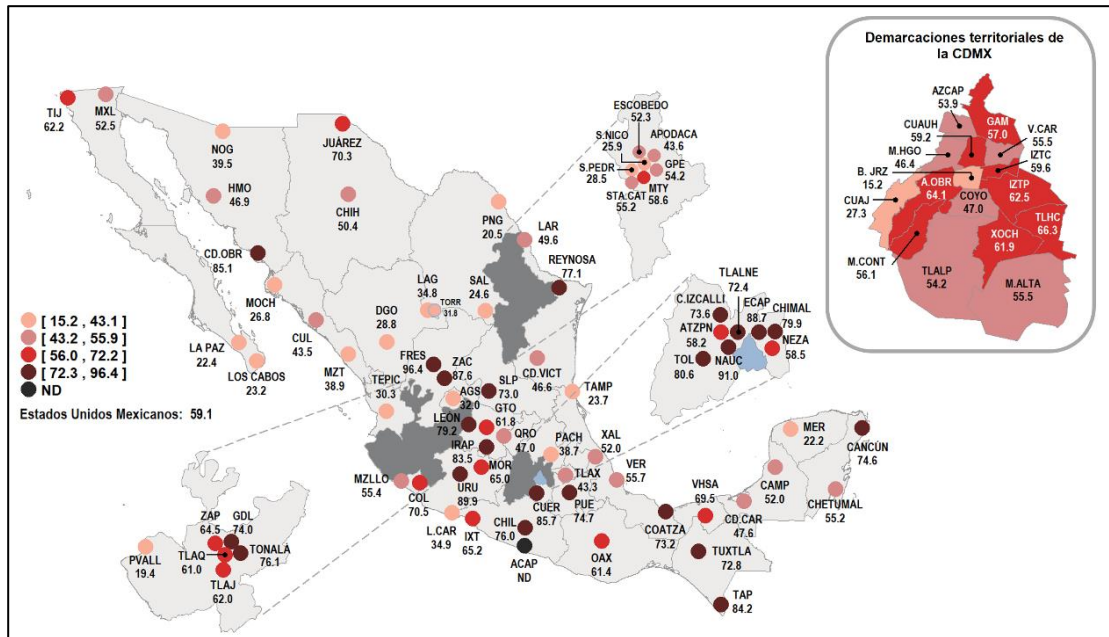 Demarcaciones territoriales de
la CDMX
AZCAP
53.9
CUAUH
59.2
M.HGO
46.4
B. JRZ
15.2
CUAJ
27.3
M.CONT
56.1
GAM
57.0
V.CAR
55.5
IZTC
59.6
A.OBR
64.1
COYO
47.0
IZTP
62.5
TLHC
66.3
XOCH
61.9
TLALP
54.2
M.ALTA
55.5
TIJ
62.2
MXL
52.5
NOG
39.5
JUÀREZ
70.3
HMO
46.9
CHIH
50.4
CD.OBR
85.1
MOCH
26.8
CUL
43.5
LA PAZ
22.4
LOS CABOS
23.2
MZT
38.9
DGO
28.8
LAG
34.8
TORR
31.8
SAL
24.6
PNG
20.5
LAR
49.6
REYNOSA
77.1
ESCOBEDO
52.3
S.NICO
25.9
APODACA
43.6
S.PEDR
28.5
GPE
54.2
STA.CAT
55.2
MTY
58.6
FRES
96.4
ZAC
87.6
TEPIC
30.3
AGS
32.0
SLP
73.0
CD.VICT
46.6
TAMP
23.7
LEON
79.2
GTO
61.8
IRAP
83.5
QRO
47.0
MOR
65.0
URU
89.9
PACH
38.7
XAL
52.0
TLAX
43.3
VER
55.7
MZLLO
55.4
COL
70.5
L.CAR
34.9
IXT
65.2
CHIL
76.0
ACAP
ND
CUER
85.7
PUE
74.7
OAX
61.4
COATZA
73.2
VHSA
69.5
CD.CAR
47.6
TUXTLA
72.8
TAP
84.2
MER
22.2
CANCÚN
74.6
CAMP
52.0
CHETUMAL
55.2
TLALNE
72.4
C.IZCALLI
73.6
ECAP
88.7
CHIMAL
79.9
ATZPN
58.2
NEZA
58.5
TOL
80.6
NAUC
91.0
ZAP
64.5
GDL
74.0
TLAQ
61.0
TONALA
76.1
PVALL
19.4
TLAJ
62.0
[ 15.2 , 43.1 ]
[ 43.2 , 55.9 ]
[ 56.0 , 72.2 ]
[ 72.3 , 96.4 ]
ND
Estados Unidos Mexicanos: 59.1